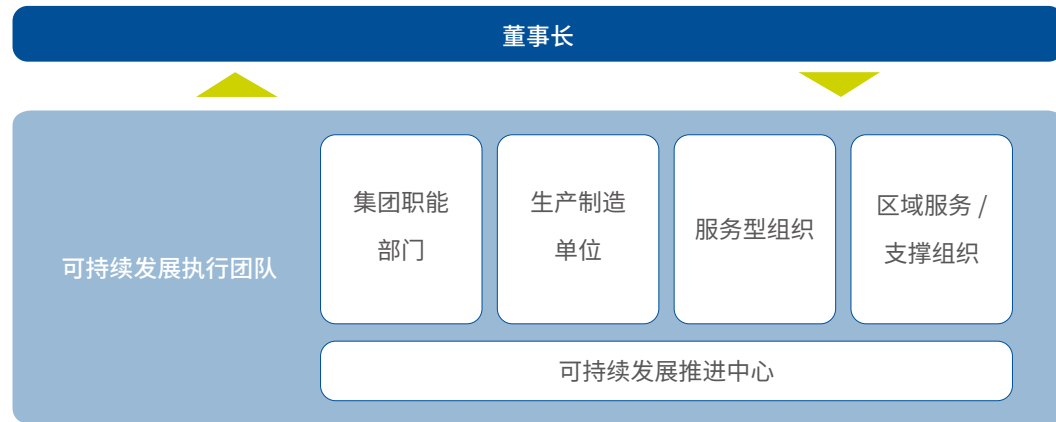 董事长
可持续发展执行团队
集团职能
部门
生产制造
单位
服务型组织
区域服务 /
支撑组织
可持续发展推进中心